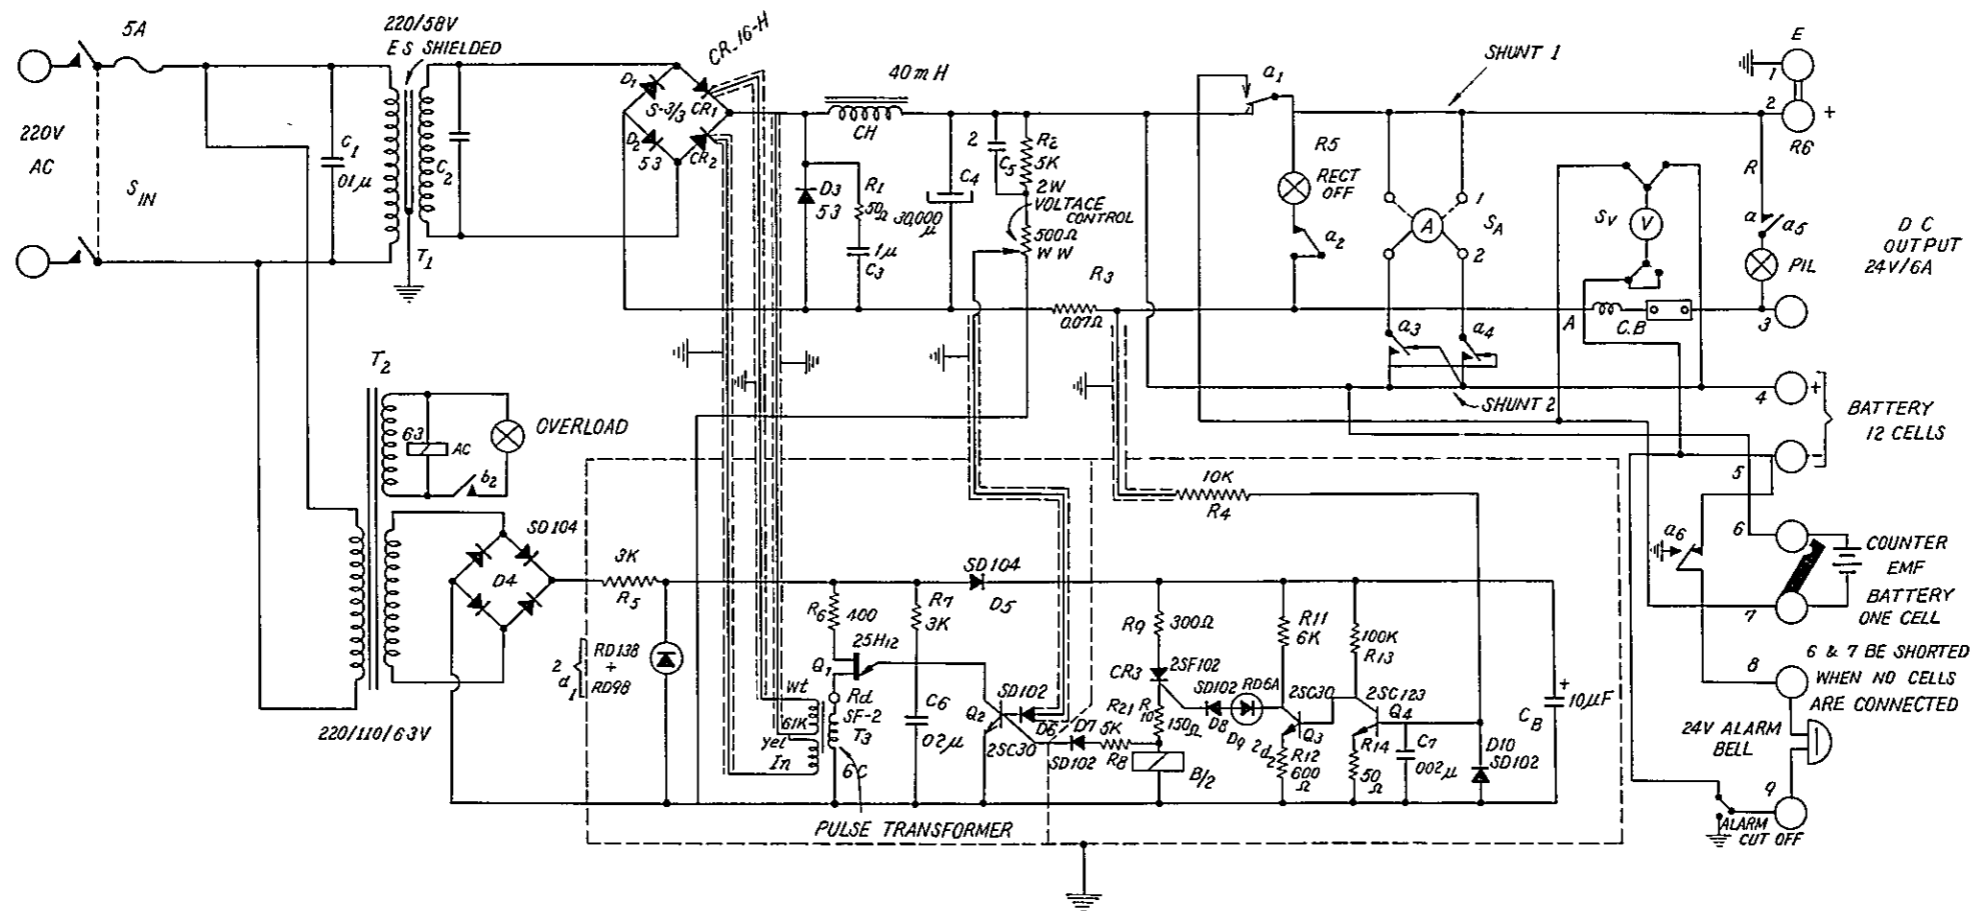 5A
220/58V
E S SHIELDED
CR_16-H
220V
AC
S IN
C1
01μ
C2
T1
D1
S-3/3
CR1
D2
53
CR2
40mH
CH
D3
53
R1
50Ω
1μ
C3
30,000
μ
C4
2
C5
R2
5K
2W
VOLTACE
CONTROL
500Ω
WW
R3
0.07Ω
a1
R5
RECT
OFF
a2
SHUNT 1
A
1
SA
2
a3
a4
SHUNT 2
SV
V
R
a
a5
PIL
A
C.B
E
1
2
+
R6
3
D C
OUTPUT
24V/6A
4
+
BATTERY
12 CELLS
5
-
a6
6
COUNTER
EMF
BATTERY
ONE CELL
7
6 & 7 BE SHORTED
WHEN NO CELLS
ARE CONNECTED
8
24V ALARM
BELL
9
ALARM
CUT OFF
T2
63
AC
OVERLOAD
b2
SD104
D4
220/110/6·3V
3K
R5
2
d1
RD138
+
RD98
R6
400
25H12
Q1
Wt
Rd
61K
SF-2
T3
yel
In
6C
PULSE TRANSFORMER
R7
3K
C6
02μ
SD104
D5
Q2
2SC30
SD102
D6
D7
SD102
5K
R8
R21
10K
R4
R9
300Ω
CR3
2SF102
R10
150Ω
B/2
SD102
D8
RD6A
D9
R11
6K
2SC30
Q3
2d2
R12
600
Ω
100K
R13
2SC123
Q4
R14
50
Ω
C7
002μ
D10
SD102
CB
+
10μF